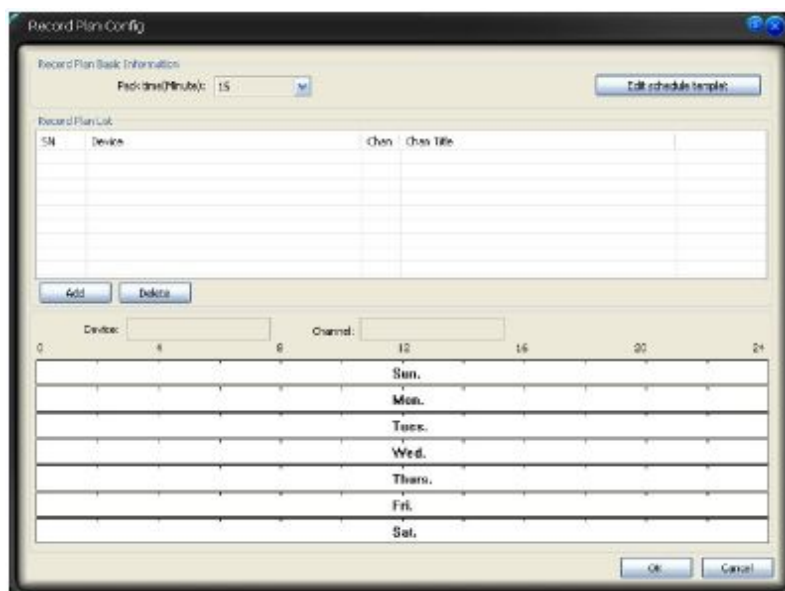 Record Plan Config
Record Plan Basic Information
Pack time(Minute): 15
Edit schedule templet
Record Plan List
SN Device Chan Chan Title
Add Delete
Device: Channel:
0 4 8 12 16 20 24
Sun.
Mon.
Tues.
Wed.
Thurs.
Fri.
Sat.
OK Cancel